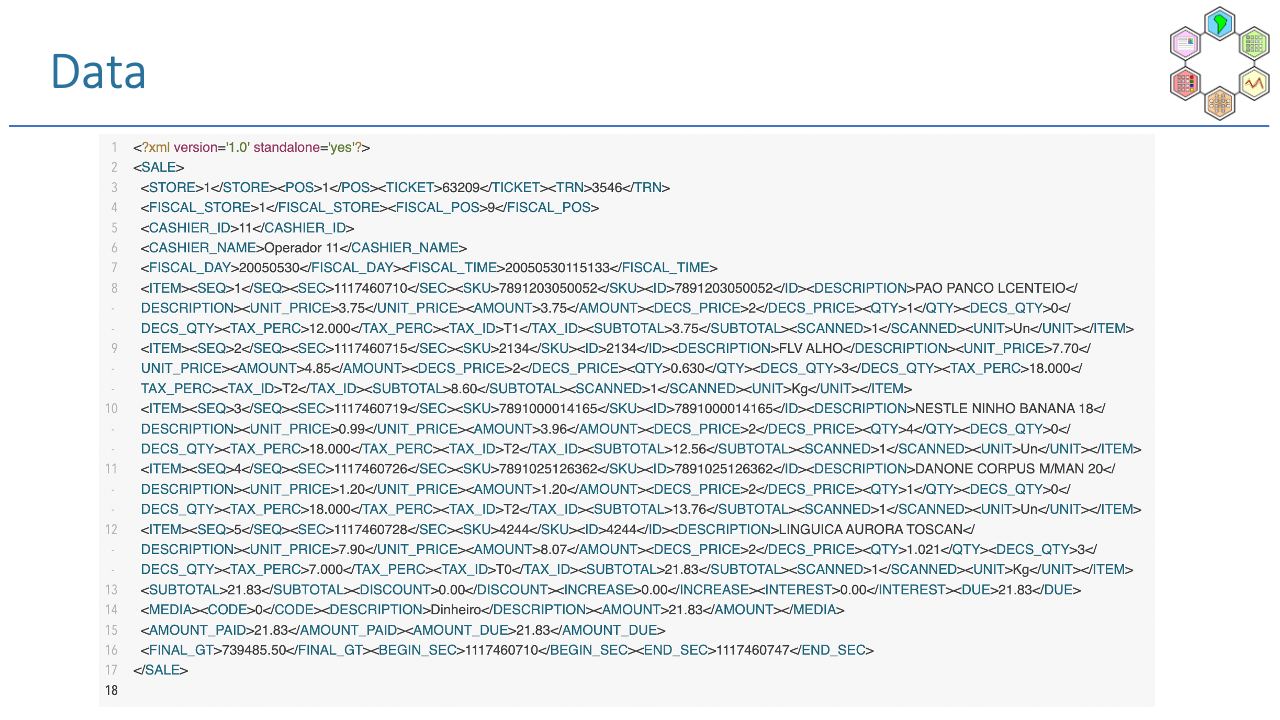 Data
1 <?xml version='1.0' standalone='yes'?>
2 <SALE>
3 <STORE>1</STORE><POS>1</POS><TICKET>63209</TICKET><TRN>3546</TRN>
4 <FISCAL_STORE>1</FISCAL_STORE><FISCAL_POS>9</FISCAL_POS>
5 <CASHIER_ID>11</CASHIER_ID>
6 <CASHIER_NAME>Operador 11</CASHIER_NAME>
7 <FISCAL_DAY>20050530</FISCAL_DAY><FISCAL_TIME>20050530115133</FISCAL_TIME>
8 <ITEM><SEQ>1</SEQ><SEC>1117460710</SEC><SKU>7891203050052</SKU><ID>7891203050052</ID><DESCRIPTION>PAO PANCO LCENTEIO</
- DESCRIPTION><UNIT_PRICE>3.75</UNIT_PRICE><AMOUNT>3.75</AMOUNT><DECS_PRICE>2</DECS_PRICE><QTY>1</QTY><DECS_QTY>0</
- DECS_QTY><TAX_PERC>12.000</TAX_PERC><TAX_ID>T1</TAX_ID><SUBTOTAL>3.75</SUBTOTAL><SCANNED>1</SCANNED><UNIT>Un</UNIT></ITEM>
9 <ITEM><SEQ>2</SEQ><SEC>1117460715</SEC><SKU>2134</SKU><ID>2134</ID><DESCRIPTION>FLV ALHO</DESCRIPTION><UNIT_PRICE>7.70</
- UNIT_PRICE><AMOUNT>4.85</AMOUNT><DECS_PRICE>2</DECS_PRICE><QTY>0.630</QTY><DECS_QTY>3</DECS_QTY><TAX_PERC>18.000</
- TAX_PERC><TAX_ID>T2</TAX_ID><SUBTOTAL>8.60</SUBTOTAL><SCANNED>1</SCANNED><UNIT>Kg</UNIT></ITEM>
10 <ITEM><SEQ>3</SEQ><SEC>1117460719</SEC><SKU>7891000014165</SKU><ID>7891000014165</ID><DESCRIPTION>NESTLE NINHO BANANA 18</
- DESCRIPTION><UNIT_PRICE>0.99</UNIT_PRICE><AMOUNT>3.96</AMOUNT><DECS_PRICE>2</DECS_PRICE><QTY>4</QTY><DECS_QTY>0</
- DECS_QTY><TAX_PERC>18.000</TAX_PERC><TAX_ID>T2</TAX_ID><SUBTOTAL>12.56</SUBTOTAL><SCANNED>1</SCANNED><UNIT>Un</UNIT></ITEM>
11 <ITEM><SEQ>4</SEQ><SEC>1117460726</SEC><SKU>7891025126362</SKU><ID>7891025126362</ID><DESCRIPTION>DANONE CORPUS M/MAN 20</
- DESCRIPTION><UNIT_PRICE>1.20</UNIT_PRICE><AMOUNT>1.20</AMOUNT><DECS_PRICE>2</DECS_PRICE><QTY>1</QTY><DECS_QTY>0</
- DECS_QTY><TAX_PERC>18.000</TAX_PERC><TAX_ID>T2</TAX_ID><SUBTOTAL>13.76</SUBTOTAL><SCANNED>1</SCANNED><UNIT>Un</UNIT></ITEM>
12 <ITEM><SEQ>5</SEQ><SEC>1117460728</SEC><SKU>4244</SKU><ID>4244</ID><DESCRIPTION>LINGUICA AURORA TOSCAN</
- DESCRIPTION><UNIT_PRICE>7.90</UNIT_PRICE><AMOUNT>8.07</AMOUNT><DECS_PRICE>2</DECS_PRICE><QTY>1.021</QTY><DECS_QTY>3</
- DECS_QTY><TAX_PERC>7.000</TAX_PERC><TAX_ID>T0</TAX_ID><SUBTOTAL>21.83</SUBTOTAL><SCANNED>1</SCANNED><UNIT>Kg</UNIT></ITEM>
13 <SUBTOTAL>21.83</SUBTOTAL><DISCOUNT>0.00</DISCOUNT><INCREASE>0.00</INCREASE><INTEREST>0.00</INTEREST><DUE>21.83</DUE>
14 <MEDIA><CODE>0</CODE><DESCRIPTION>Dinheiro</DESCRIPTION><AMOUNT>21.83</AMOUNT></MEDIA>
15 <AMOUNT_PAID>21.83</AMOUNT_PAID><AMOUNT_DUE>21.83</AMOUNT_DUE>
16 <FINAL_GT>739485.50</FINAL_GT><BEGIN_SEC>1117460710</BEGIN_SEC><END_SEC>1117460747</END_SEC>
17 </SALE>
18